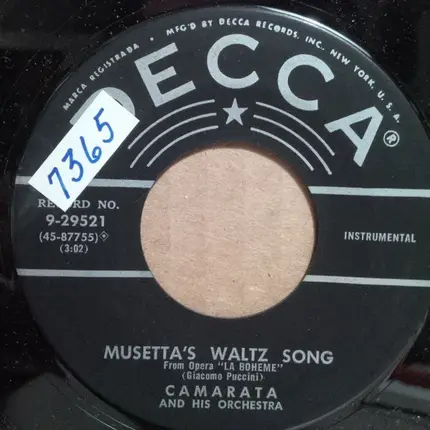 MARCA REGISTRADA • MFG'D BY DECCA RECORDS, INC., NEW YORK, U.S.A.
DECCA®
7365
RECORD NO.
9-29521
(45-87755)
(3:02)
INSTRUMENTAL
MUSETTA'S WALTZ SONG
From Opera "LA BOHEME"
(Giacomo Puccini)
CAMARATA
AND HIS ORCHESTRA